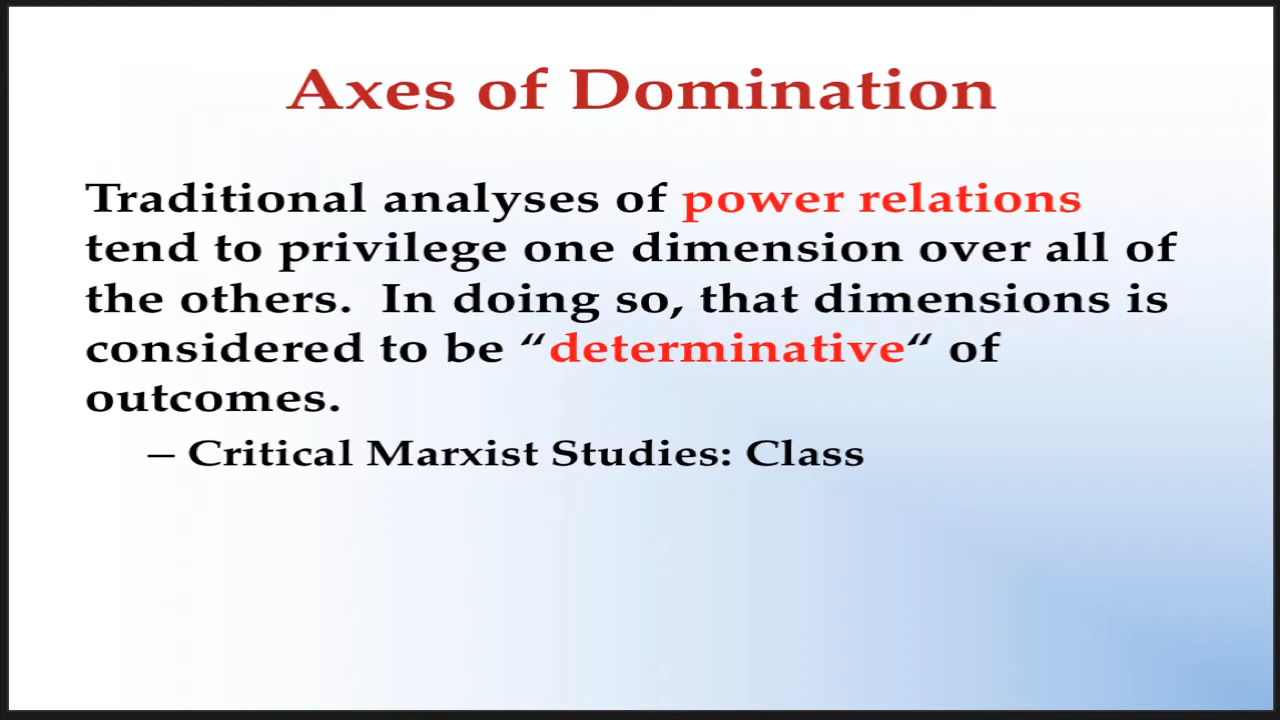 Axes of Domination
Traditional analyses of power relations
tend to privilege one dimension over all of
the others.  In doing so, that dimensions is
considered to be “determinative“ of
outcomes.
– Critical Marxist Studies: Class